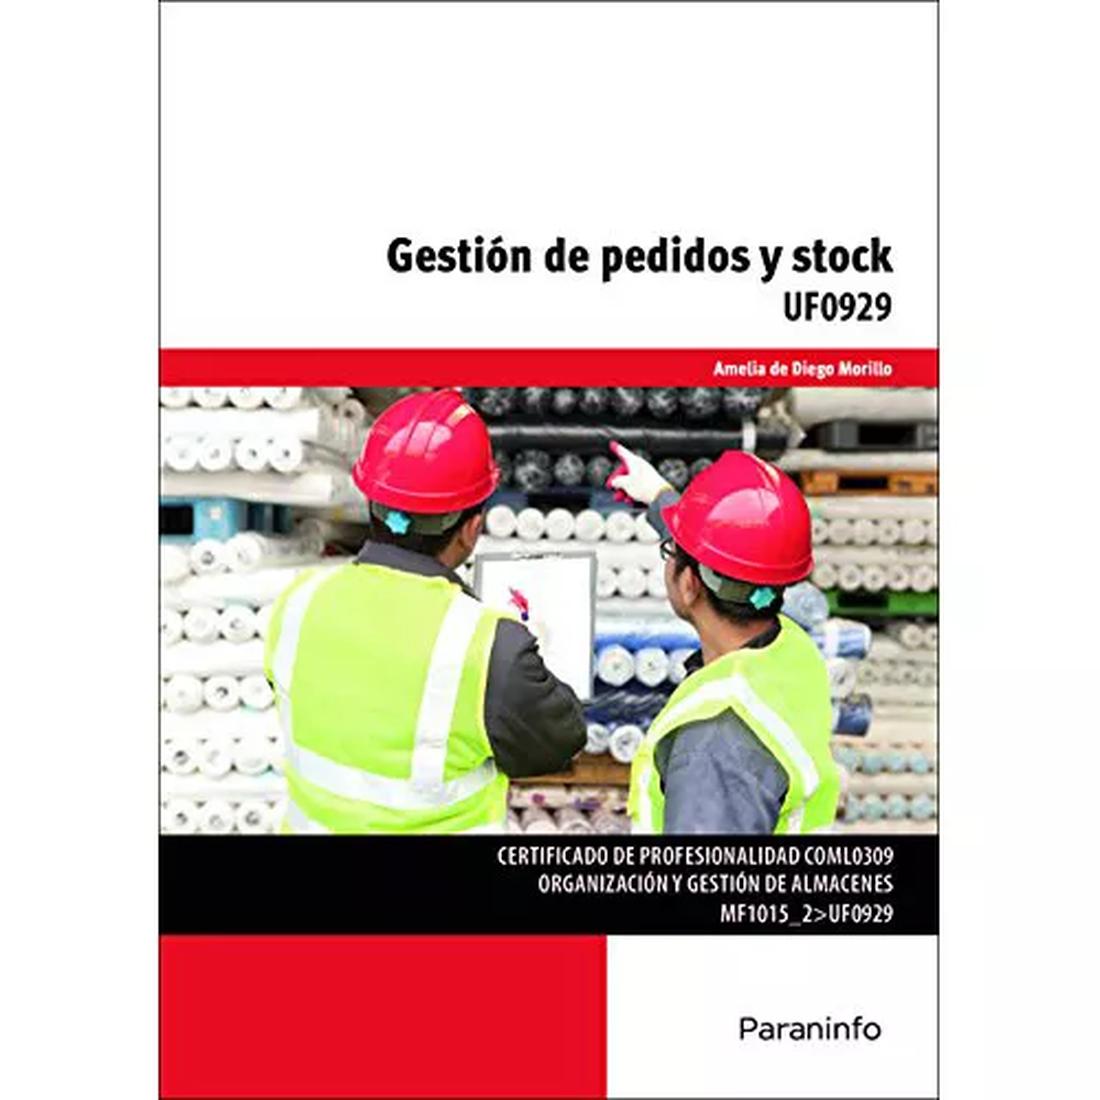 Gestión de pedidos y stock
UF0929
Amelia de Diego Morillo
CERTIFICADO DE PROFESIONALIDAD COML0309
ORGANIZACIÓN Y GESTIÓN DE ALMACENES
MF1015_2>UF0929
Paraninfo